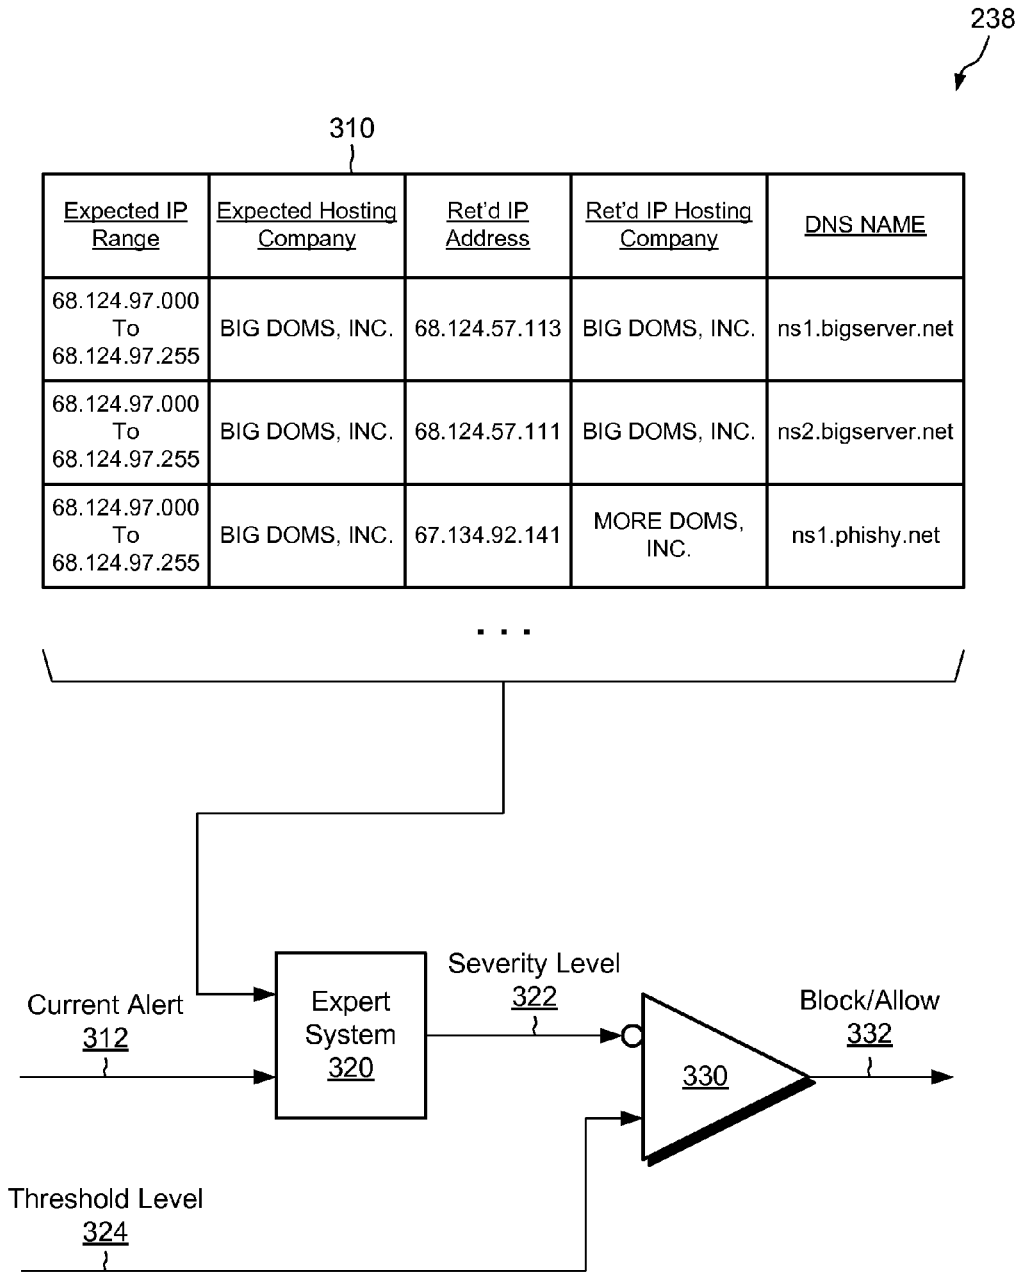 238
310
Expected IP Range
Expected Hosting Company
Ret'd IP Address
Ret'd IP Hosting Company
DNS NAME
68.124.97.000
To
68.124.97.255
BIG DOMS, INC.
68.124.57.113
BIG DOMS, INC.
ns1.bigserver.net
68.124.97.000
To
68.124.97.255
BIG DOMS, INC.
68.124.57.111
BIG DOMS, INC.
ns2.bigserver.net
68.124.97.000
To
68.124.97.255
BIG DOMS, INC.
67.134.92.141
MORE DOMS,
INC.
ns1.phishy.net
. . .
Current Alert
312
Expert
System
320
Severity Level
322
330
Block/Allow
332
Threshold Level
324